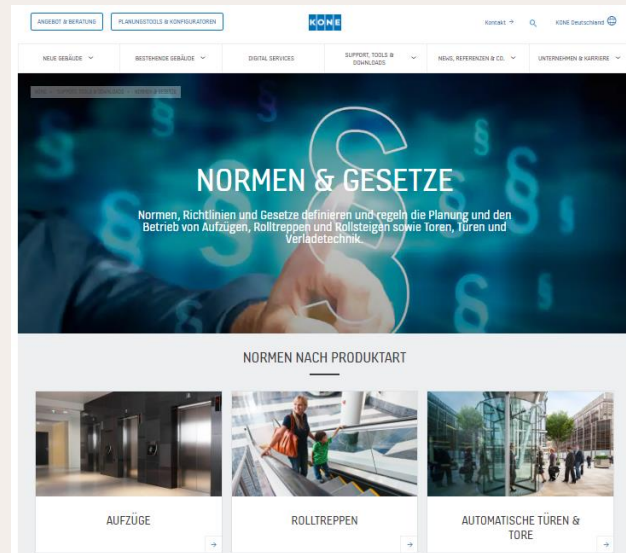 ANGEBOT & BERATUNG
PLANUNGSTOOLS & KONFIGURATOREN
KONE
Kontakt →
KONE Deutschland
NEUE GEBÄUDE
BESTEHENDE GEBÄUDE
DIGITAL SERVICES
SUPPORT, TOOLS &
DOWNLOADS
NEWS, REFERENZEN & CO.
UNTERNEHMEN & KARRIERE
NORMEN & GESETZE
Normen, Richtlinien und Gesetze definieren und regeln die Planung und den
Betrieb von Aufzügen, Rolltreppen und Rollsteigen sowie Toren, Türen und
Verladetechnik.
NORMEN NACH PRODUKTART
AUFZÜGE
→
ROLLTREPPEN
→
AUTOMATISCHE TÜREN &
TORE
→